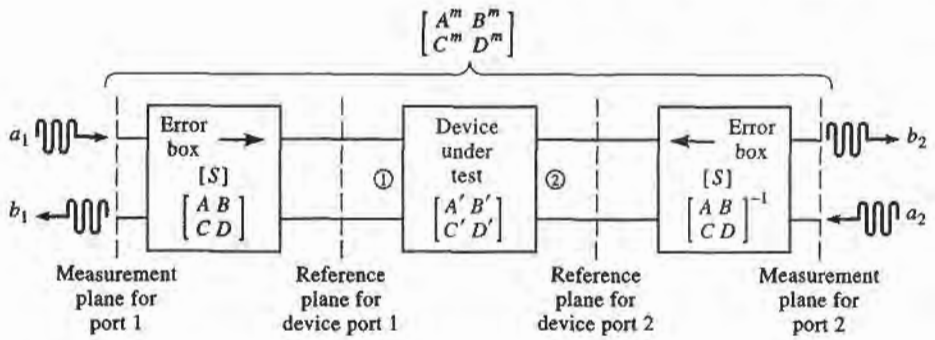 [ A^m B^m
C^m D^m ]
a₁
b₁
Error
box
[S]
[ A B
C D ]
①
Device
under
test
[ A′ B′
C′ D′ ]
②
Error
box
[S]
[ A B
C D ]⁻¹
b₂
a₂
Measurement
plane for
port 1
Reference
plane for
device port 1
Reference
plane for
device port 2
Measurement
plane for
port 2